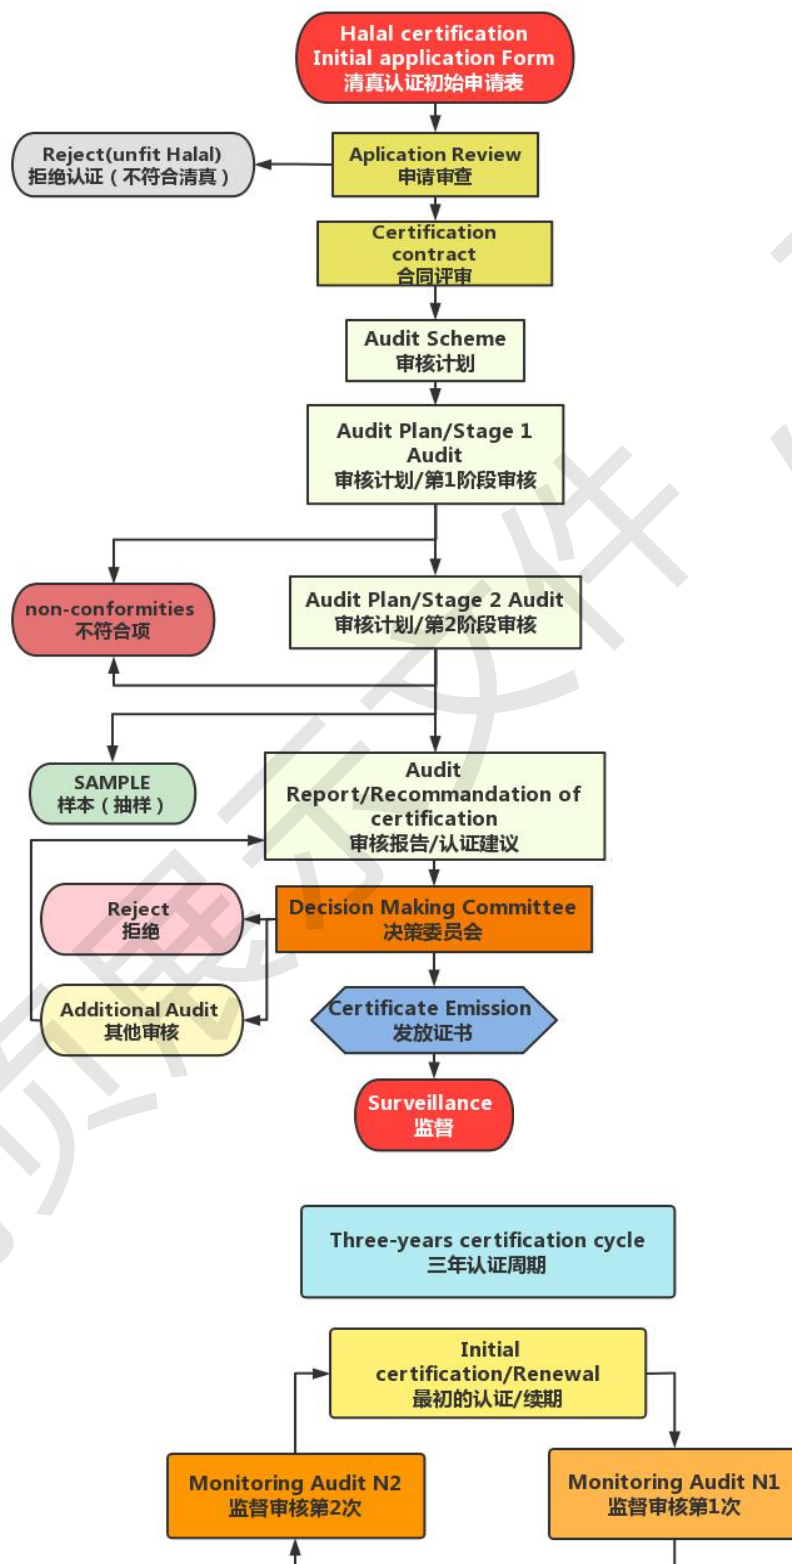 Halal certification
Initial application Form
清真认证初始申请表
Reject(unfit Halal)
拒绝认证（不符合清真）
Aplication Review
申请审查
Certification
contract
合同评审
Audit Scheme
审核计划
Audit Plan/Stage 1
Audit
审核计划/第1阶段审核
non-conformities
不符合项
Audit Plan/Stage 2 Audit
审核计划/第2阶段审核
SAMPLE
样本（抽样）
Audit
Report/Recommandation of
certification
审核报告/认证建议
Reject
拒绝
Decision Making Committee
决策委员会
Additional Audit
其他审核
Certificate Emission
发放证书
Surveillance
监督
Three-years certification cycle
三年认证周期
Initial
certification/Renewal
最初的认证/续期
Monitoring Audit N2
监督审核第2次
Monitoring Audit N1
监督审核第1次
页展示文件